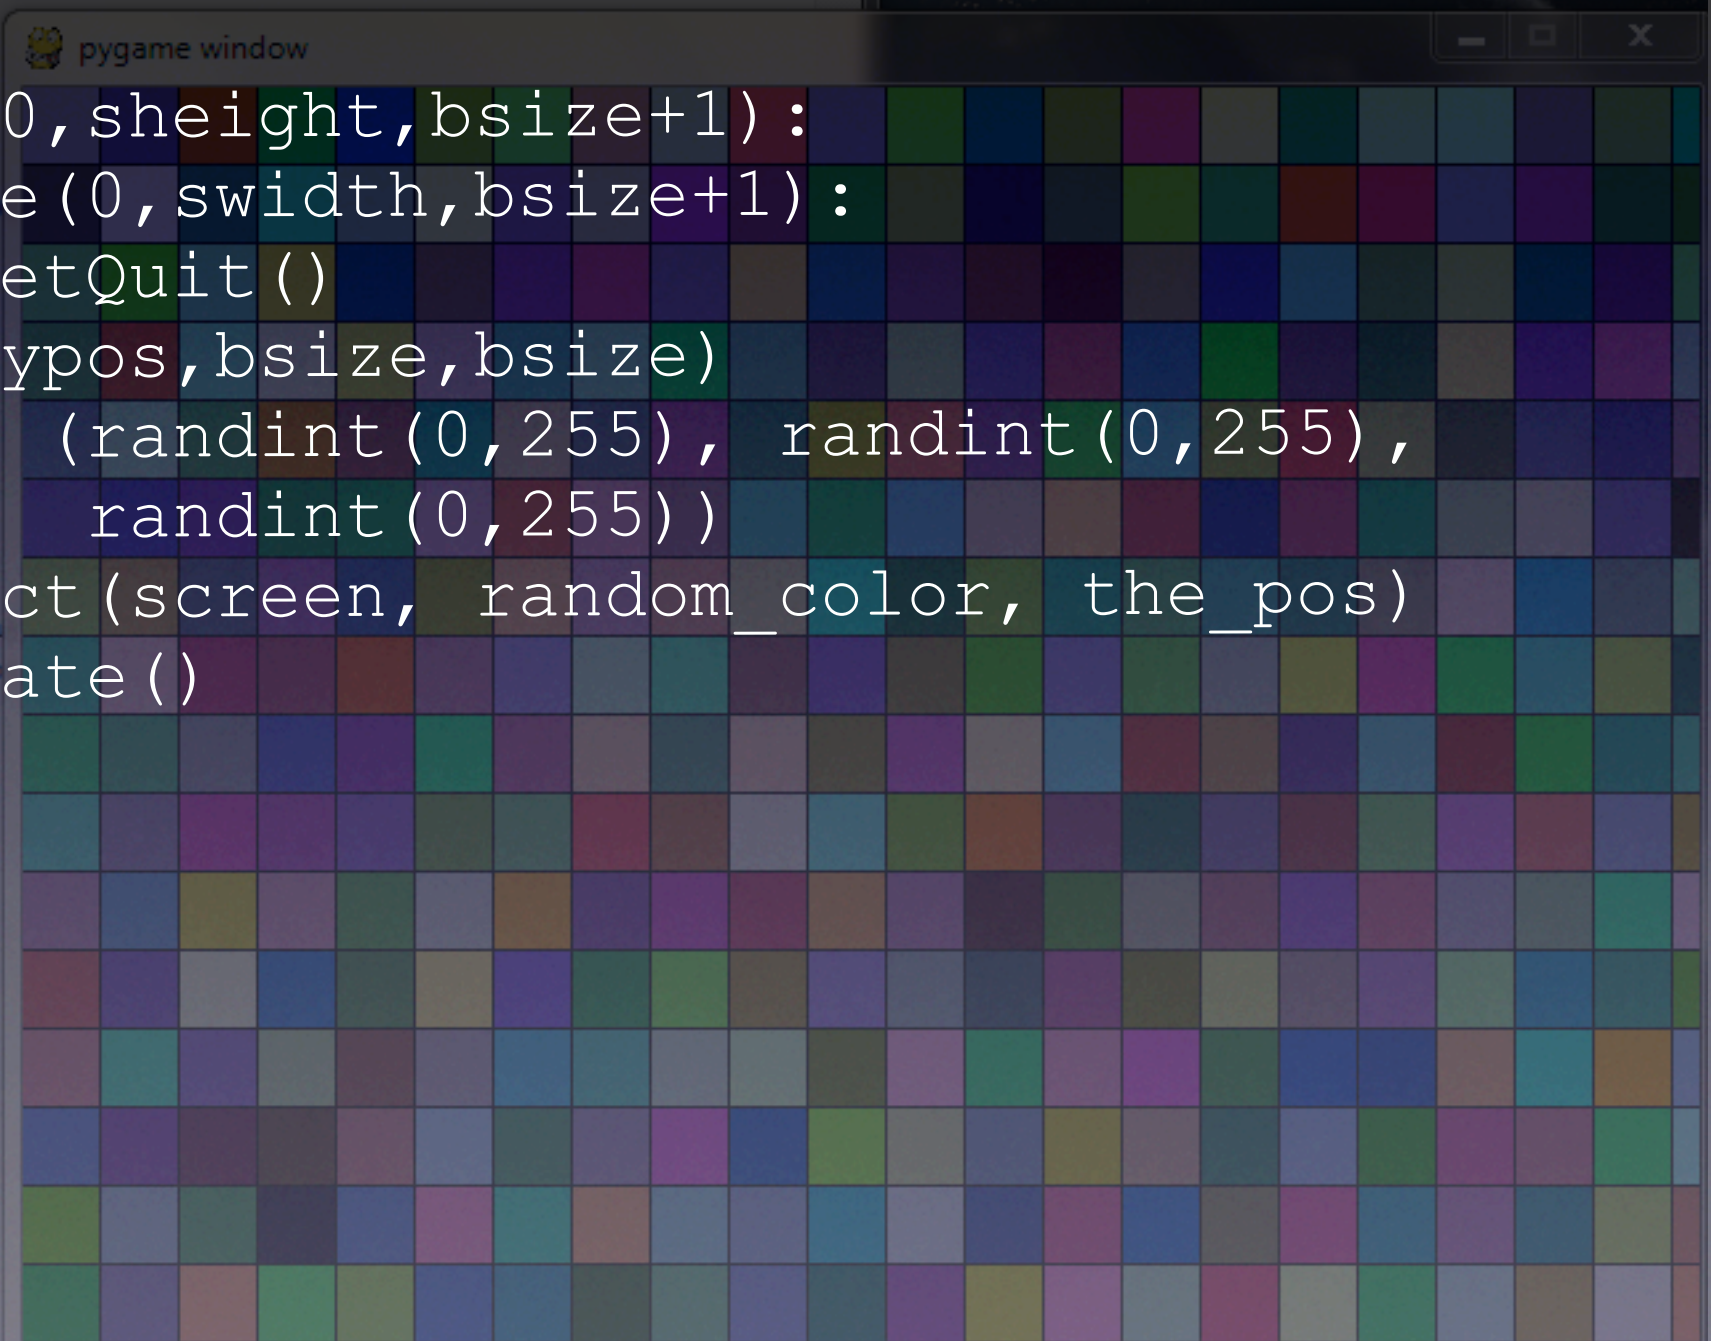 pygame window
0,sheight,bsize+1):
e(0,swidth,bsize+1):
etQuit()
ypos,bsize,bsize)
(randint(0,255), randint(0,255),
randint(0,255))
ct(screen, random_color, the_pos)
ate()